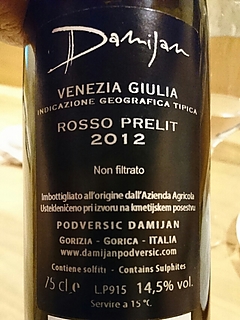 Damijan
VENEZIA GIULIA
INDICAZIONE GEOGRAFICA TIPICA
ROSSO PRELIT
2012
Non filtrato
Imbottigliato all'origine dall'Azienda Agricola
Ustekleničeno pri izvoru na kmetijskem posestvu
PODVERSIC DAMIJAN
GORIZIA - GORICA - ITALIA
www.damijanpodversic.com
Contiene solfiti - Contains Sulphites
75 cl.e L.P915 14,5% vol.
Servire a 15 °C.